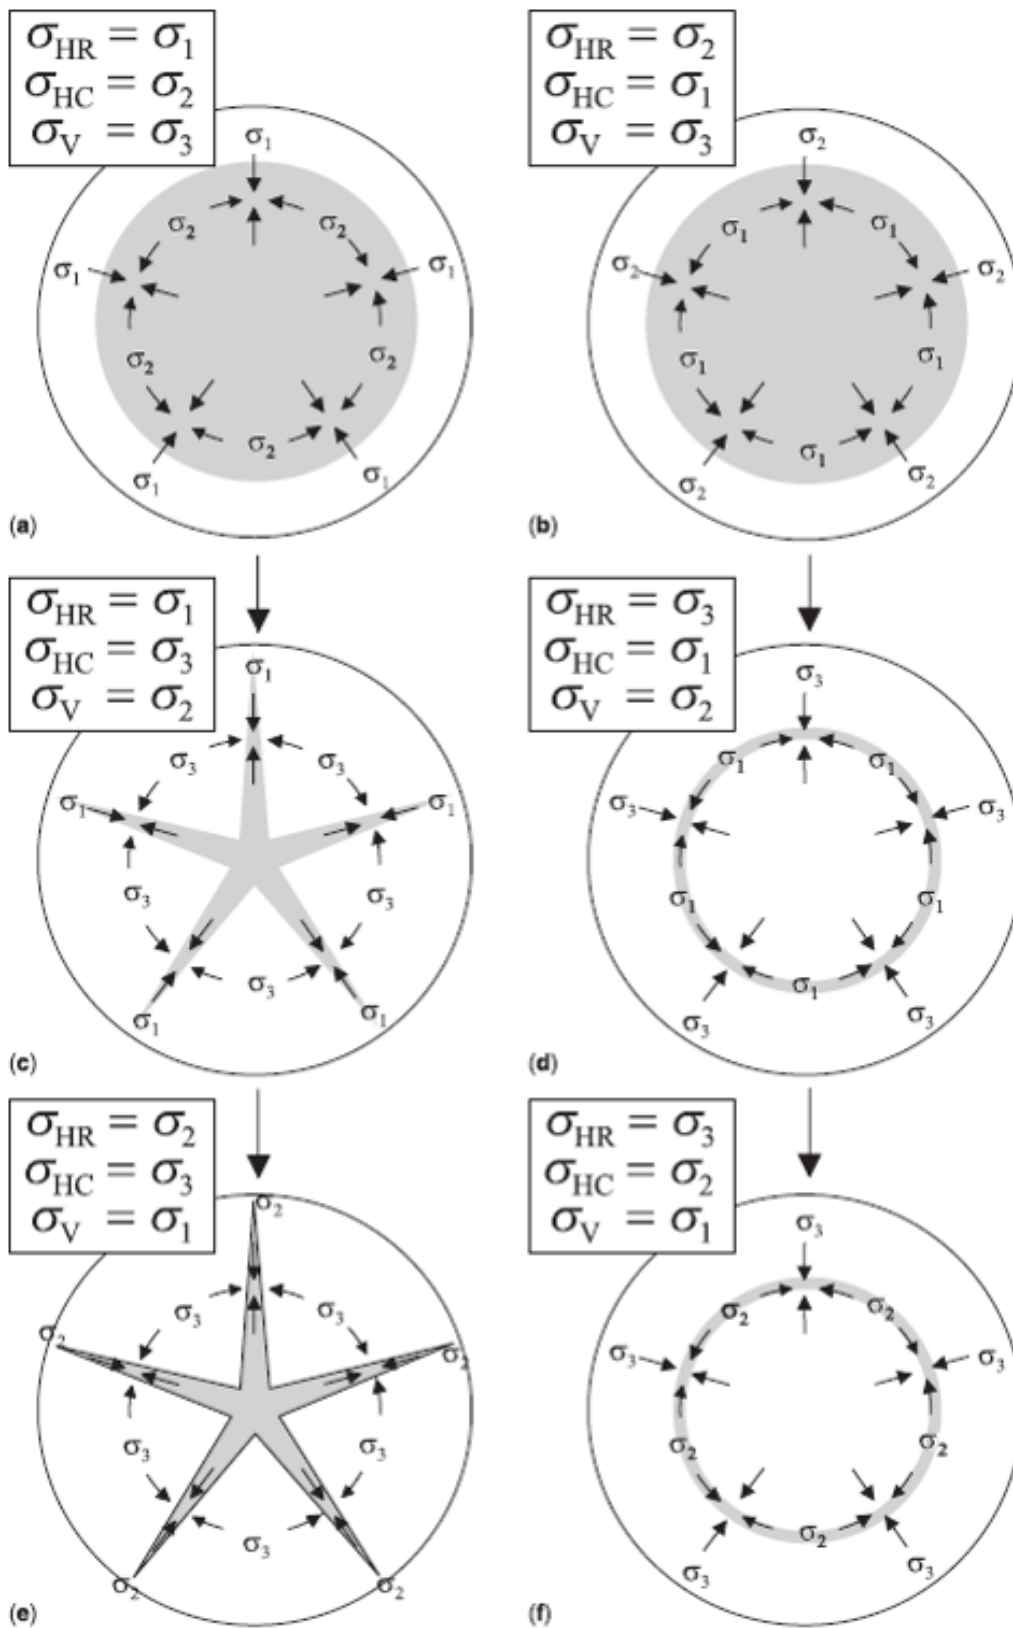 σHR = σ1
σHC = σ2
σV = σ3
σ1
σ2 σ2
σ1 σ1
σ2 σ2
σ2
σ1 σ1
(a)
σHR = σ2
σHC = σ1
σV = σ3
σ2
σ1 σ1
σ2 σ2
σ1 σ1
σ1
σ2 σ2
(b)
σHR = σ1
σHC = σ3
σV = σ2
σ1
σ3 σ3
σ1 σ1
σ3 σ3
σ3
σ1 σ1
(c)
σHR = σ3
σHC = σ1
σV = σ2
σ3
σ1 σ1
σ3 σ3
σ1 σ1
σ1
σ3 σ3
(d)
σHR = σ2
σHC = σ3
σV = σ1
σ2
σ3 σ3
σ2 σ2
σ3 σ3
σ3
σ2 σ2
(e)
σHR = σ3
σHC = σ2
σV = σ1
σ3
σ2 σ2
σ3 σ3
σ2 σ2
σ2
σ3 σ3
(f)